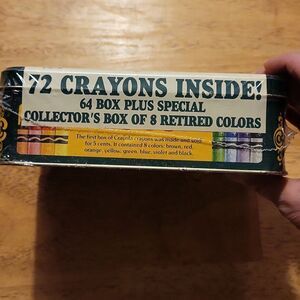 72 CRAYONS INSIDE!
64 BOX PLUS SPECIAL
COLLECTOR'S BOX OF 8 RETIRED COLORS
The first box of Crayola crayons was made and sold
for 5 cents. It contained 8 colors: brown, red,
orange, yellow, green, blue, violet and black.